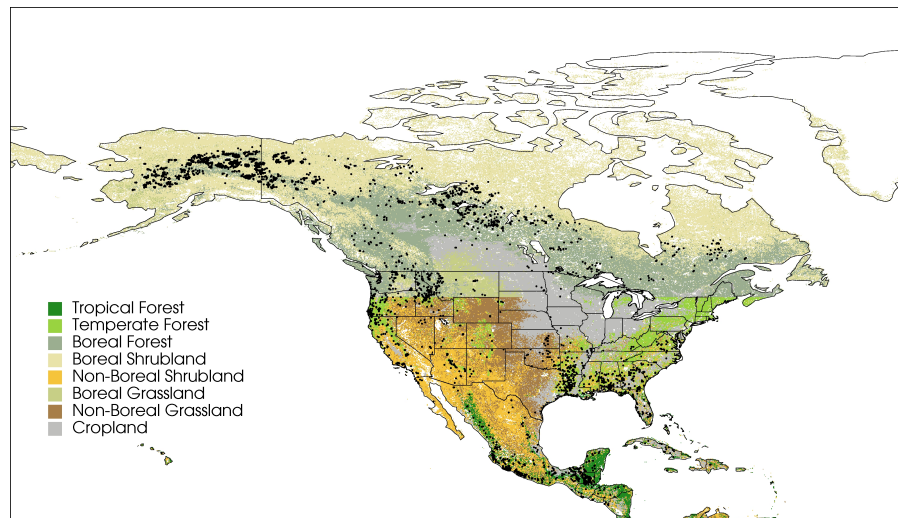 Tropical Forest
Temperate Forest
Boreal Forest
Boreal Shrubland
Non-Boreal Shrubland
Boreal Grassland
Non-Boreal Grassland
Cropland